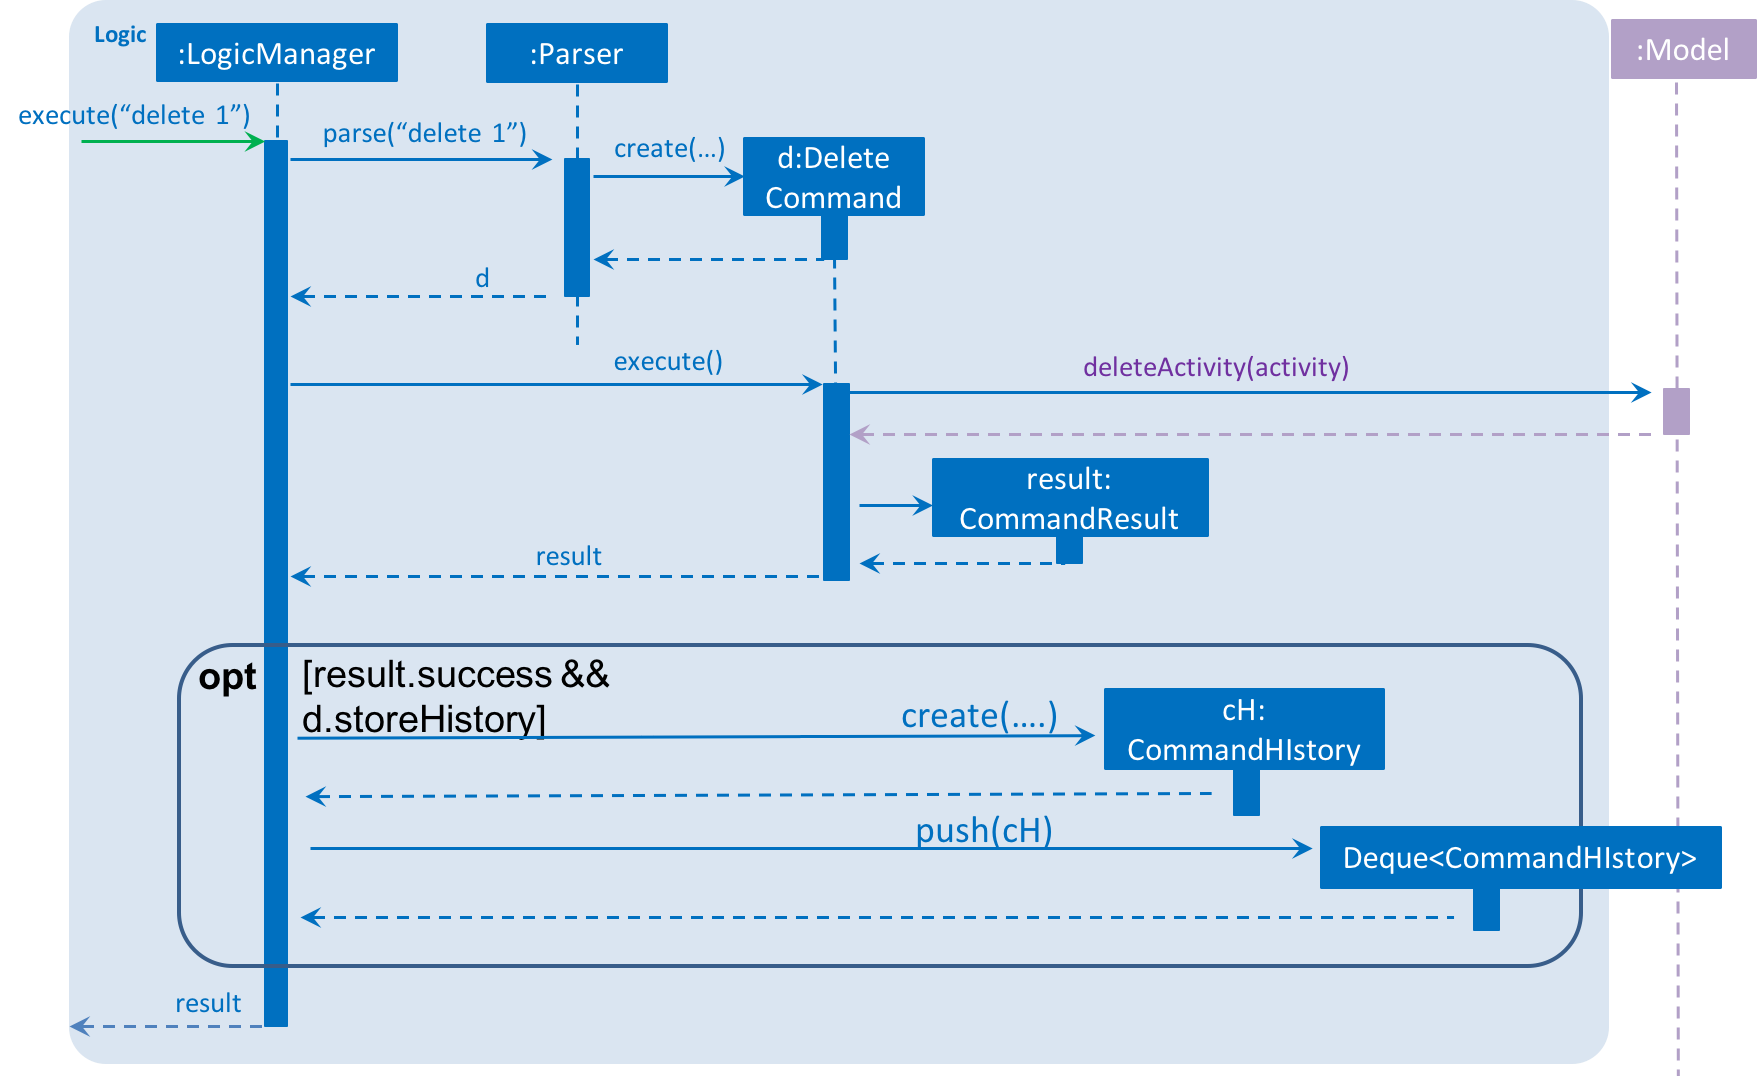 Logic
:LogicManager
:Parser
:Model
execute(“delete 1”)
parse(“delete 1”)
create(...)
d:Delete
Command
d
execute()
deleteActivity(activity)
result:
CommandResult
result
opt
[result.success &&
d.storeHistory]
create(....)
cH:
CommandHIstory
push(cH)
Deque<CommandHIstory>
result